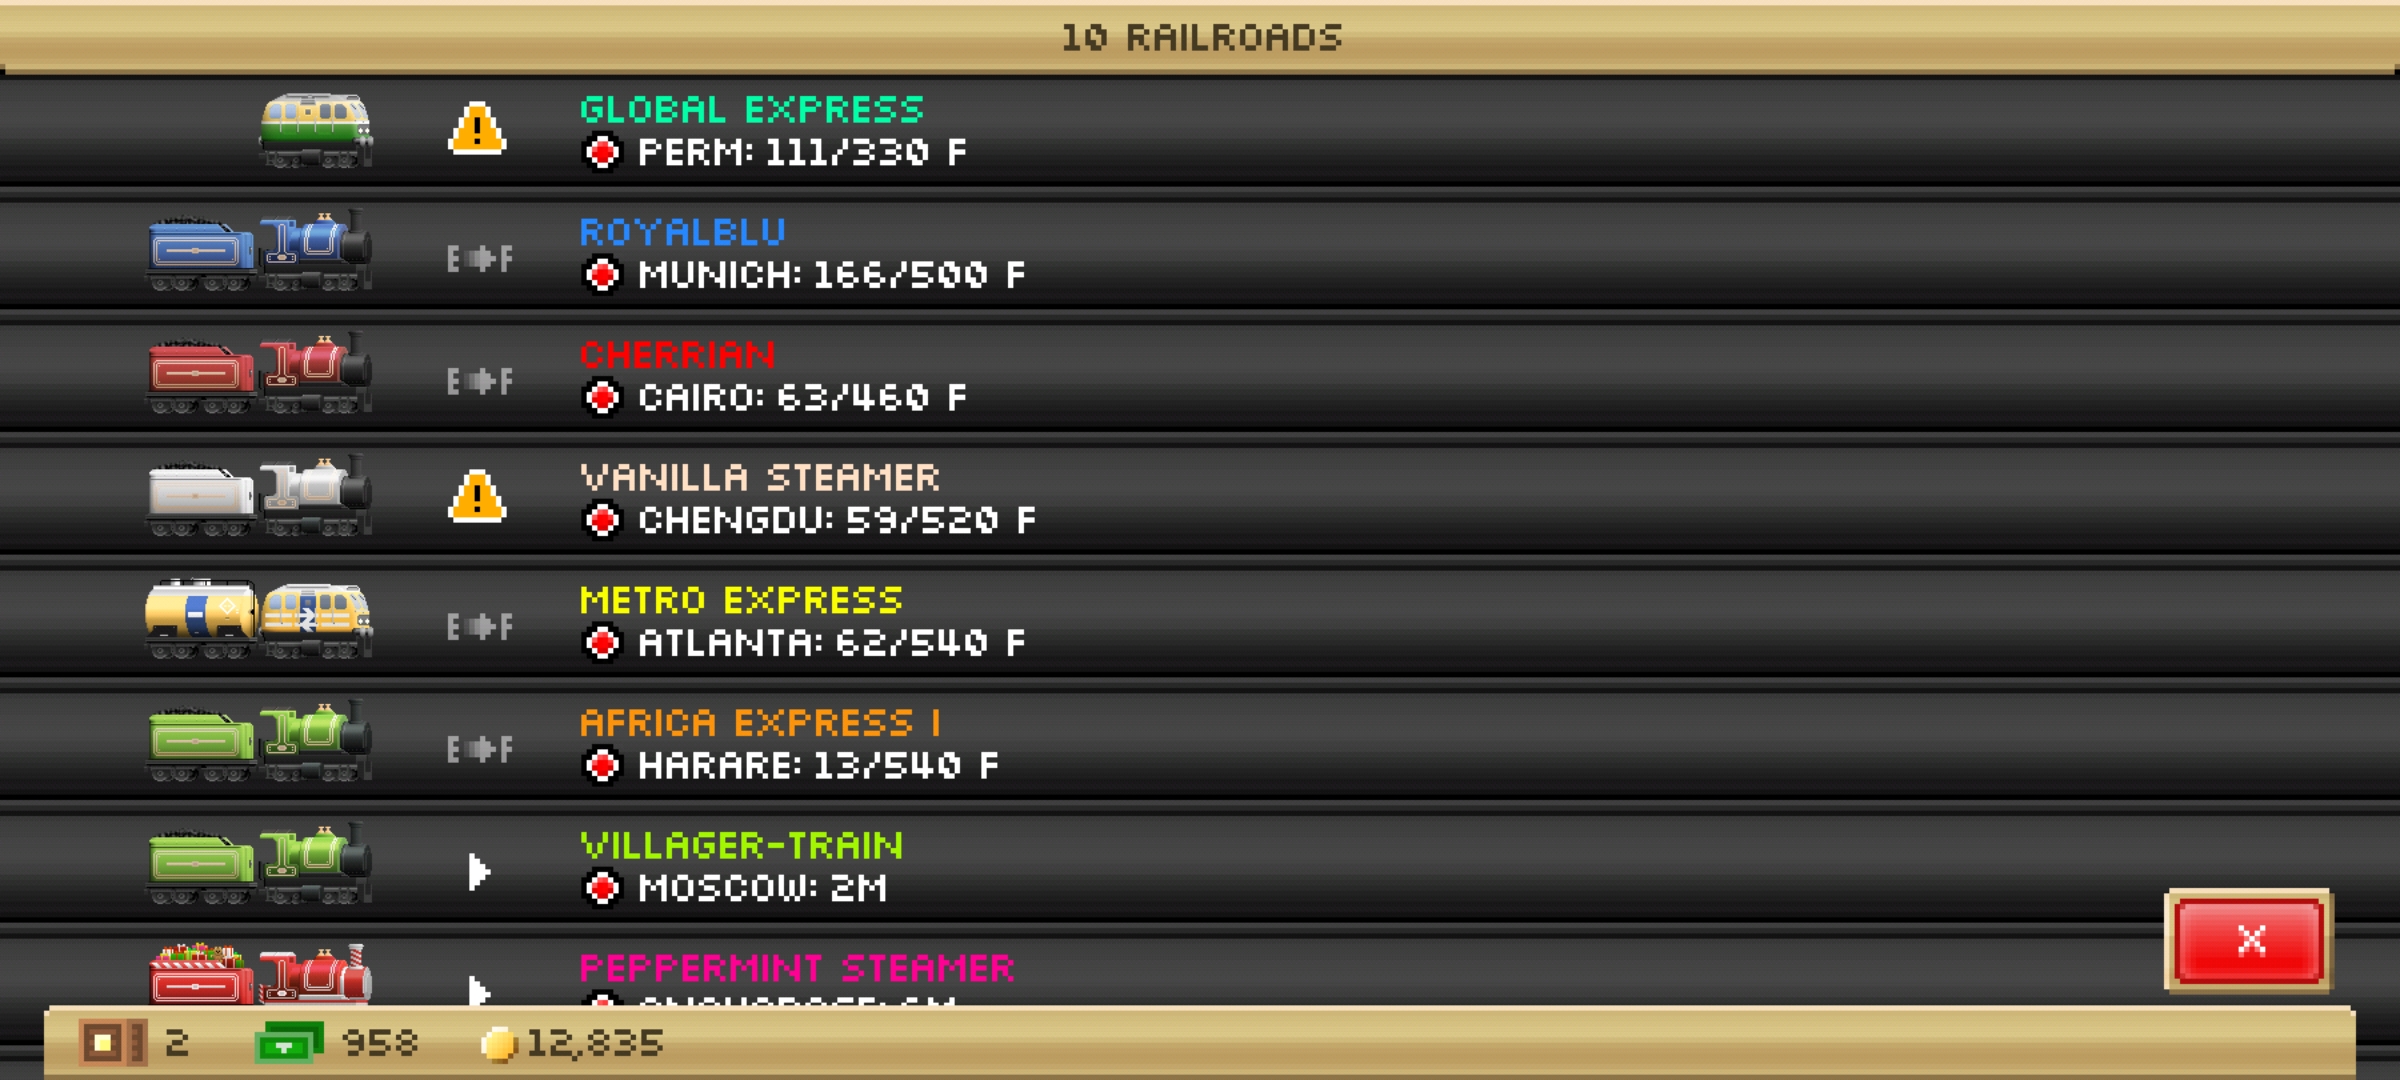 10 RAILROADS
GLOBAL EXPRESS
PERM: 111/330 F
ROYALBLU
E F
MUNICH: 166/500 F
CHERRIAN
E F
CAIRO: 63/460 F
VANILLA STEAMER
CHENGDU: 59/520 F
METRO EXPRESS
E F
ATLANTA: 62/540 F
AFRICA EXPRESS I
E F
HARARE: 13/540 F
VILLAGER-TRAIN
MOSCOW: 2M
PEPPERMINT STEAMER
X
2 958 12,835